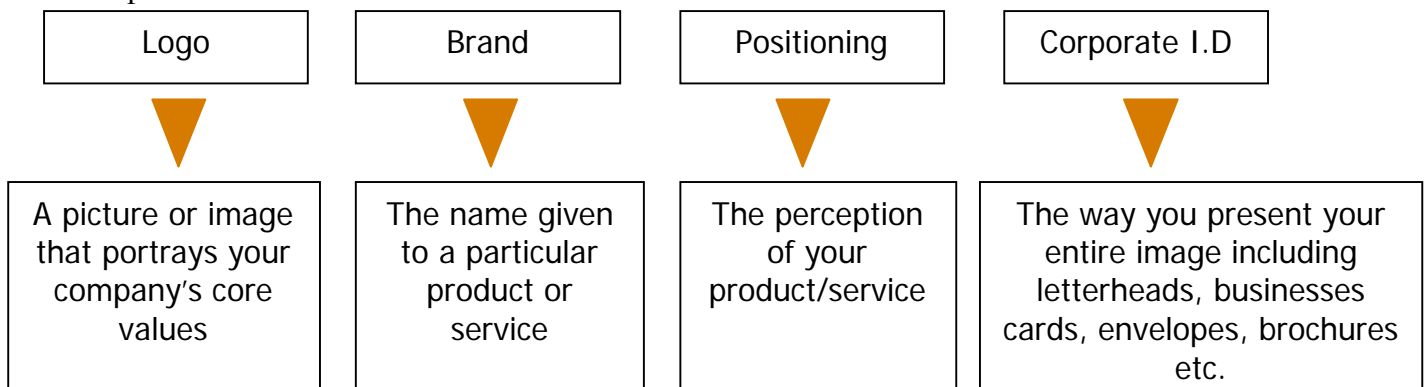 Logo
Brand
Positioning
Corporate I.D
A picture or image
that portrays your
company's core
values
The name given
to a particular
product or
service
The perception
of your
product/service
The way you present your
entire image including
letterheads, businesses
cards, envelopes, brochures
etc.